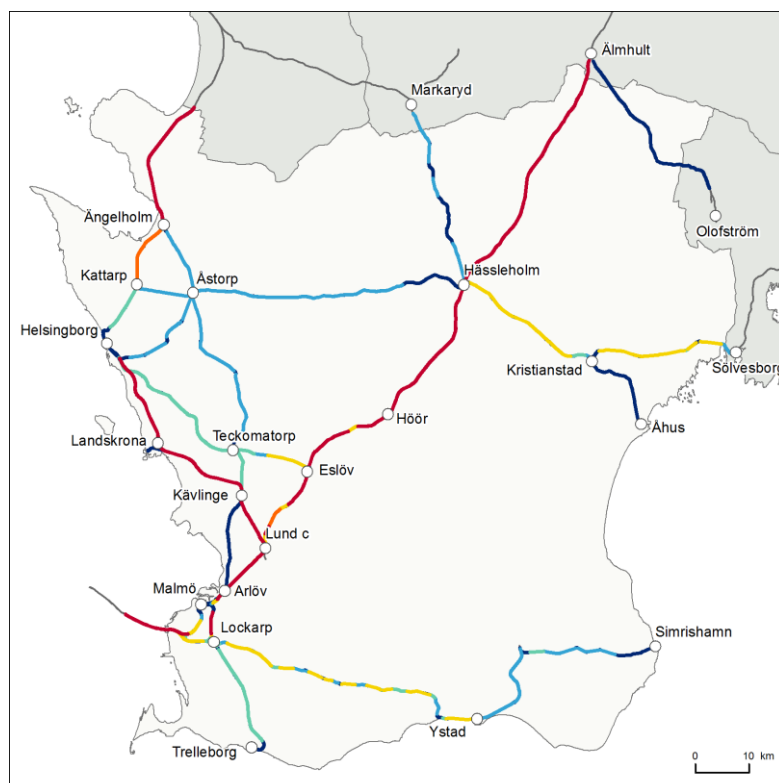 Älmhult
Markaryd
Olofström
Ängelholm
Kattarp
Åstorp
Hässleholm
Helsingborg
Kristianstad
Sölvesborg
Höör
Åhus
Landskrona
Teckomatorp
Eslöv
Kävlinge
Lund c
Malmö
Arlöv
Lockarp
Simrishamn
Ystad
Trelleborg
0 10 km